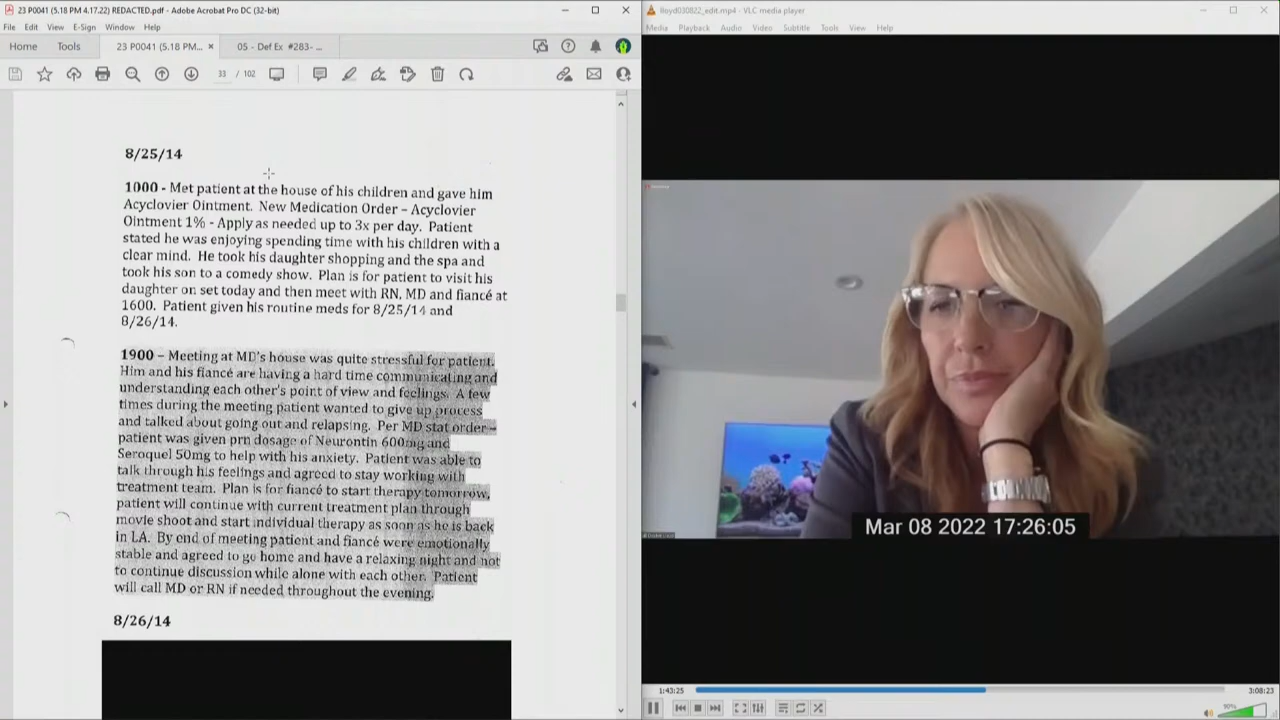 23 P0041 (5.18 PM 4.17.22) REDACTED.pdf - Adobe Acrobat Pro DC (32-bit)
File Edit View E-Sign Window Help
Home Tools 23 P0041 (5.18 PM... × 05 - Def Ex #283- ...
33 / 102
8/25/14
1000 - Met patient at the house of his children and gave him
Acyclovier Ointment. New Medication Order – Acyclovier
Ointment 1% - Apply as needed up to 3x per day. Patient
stated he was enjoying spending time with his children with a
clear mind. He took his daughter shopping and the spa and
took his son to a comedy show. Plan is for patient to visit his
daughter on set today and then meet with RN, MD and fiancé at
1600. Patient given his routine meds for 8/25/14 and
8/26/14.
1900 – Meeting at MD's house was quite stressful for patient.
Him and his fiancé are having a hard time communicating and
understanding each other's point of view and feelings. A few
times during the meeting patient wanted to give up process
and talked about going out and relapsing. Per MD stat order –
patient was given prn dosage of Neurontin 600mg and
Seroquel 50mg to help with his anxiety. Patient was able to
talk through his feelings and agreed to stay working with
treatment team. Plan is for fiancé to start therapy tomorrow,
patient will continue with current treatment plan through
movie shoot and start individual therapy as soon as he is back
in LA. By end of meeting patient and fiancé were emotionally
stable and agreed to go home and have a relaxing night and not
to continue discussion while alone with each other. Patient
will call MD or RN if needed throughout the evening.
8/26/14
lloyd030822_edit.mp4 - VLC media player
Media Playback Audio Video Subtitle Tools View Help
Mar 08 2022 17:26:05
1:43:25 3:08:23
90%